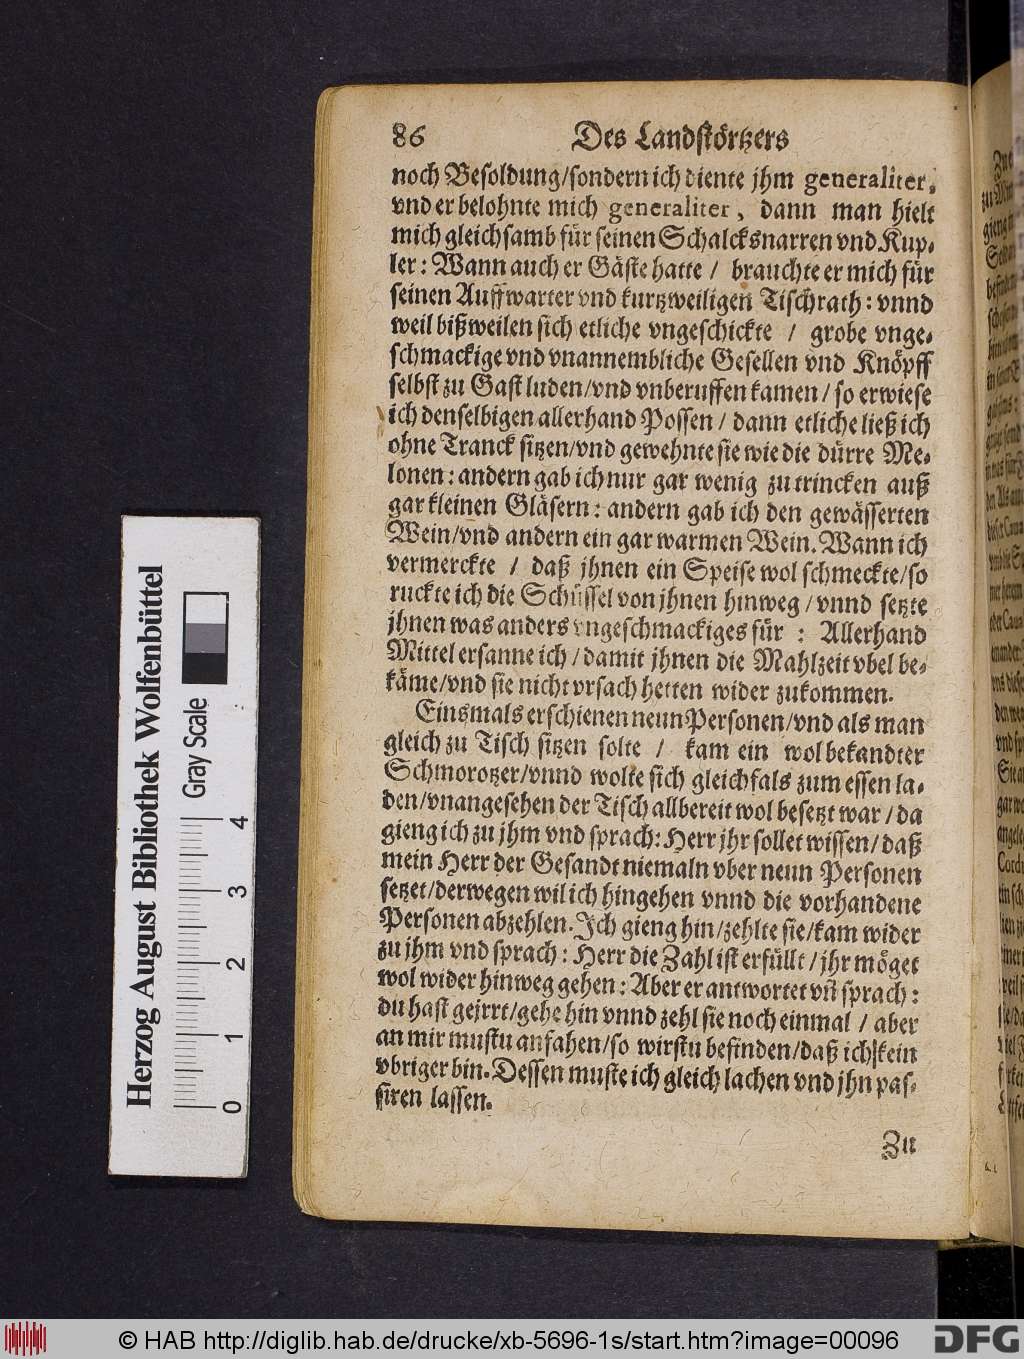 86 Des Landstörtzers
noch Besoldung/sondern ich diente jhm generaliter,
vnd er belohnte mich generaliter, dann man hielt
mich gleichsamb für seinen Schalcksnarren vnd Kup-
ler: Wann auch er Gäste hatte / brauchte er mich für
seinen Auffwarter vnd kurtzweiligen Tischrath: vnnd
weil bißweilen sich etliche vngeschickte / grobe vnge-
schmackige vnd vnannembliche Gesellen vnd Knöpff
selbst zu Gast luden/vnd vnberuffen kamen / so erwiese
ich denselbigen allerhand Possen / dann etliche ließ ich
ohne Tranck sitzen/vnd gewehnte sie wie die dürre Me-
lonen: andern gab ich nur gar wenig zu trincken auß
gar kleinen Gläsern: andern gab ich den gewässerten
Wein/vnd andern ein gar warmen Wein. Wann ich
vermerckte / daß jhnen ein Speise wol schmeckte/so
ruckte ich die Schüssel von jhnen hinweg / vnnd setzte
jhnen was anders vngeschmackiges für : Allerhand
Mittel ersanne ich / damit jhnen die Mahlzeit vbel be-
käme/vnd sie nicht vrsach hetten wider zukommen.
Einsmals erschienen neun Personen/vnd als man
gleich zu Tisch sitzen solte / kam ein wol bekandter
Schmorotzer/vnnd wolte sich gleichfals zum essen la-
den/vnangesehen der Tisch allbereit wol besetzt war / da
gieng ich zu jhm vnd sprach: Herr jhr sollet wissen/ daß
mein Herr der Gesandt niemaln vber neun Personen
setzet/derwegen wil ich hingehen vnnd die vorhandene
Personen abzehlen. Ich gieng hin/zehlte sie/kam wider
zu jhm vnd sprach: Herr die Zahl ist erfüllt / jhr möget
wol wider hinweg gehen: Aber er antwortet vñ sprach:
du hast gejrrt/gehe hin vnnd zehl sie noch einmal / aber
an mir mustu anfahen/so wirstu befinden/daß ich kein
vbriger bin. Dessen muste ich gleich lachen vnd jhn pas-
siren lassen.
Zu
Herzog August Bibliothek Wolfenbüttel
Gray Scale
0 1 2 3 4
© HAB http://diglib.hab.de/drucke/xb-5696-1s/start.htm?image=00096
DFG